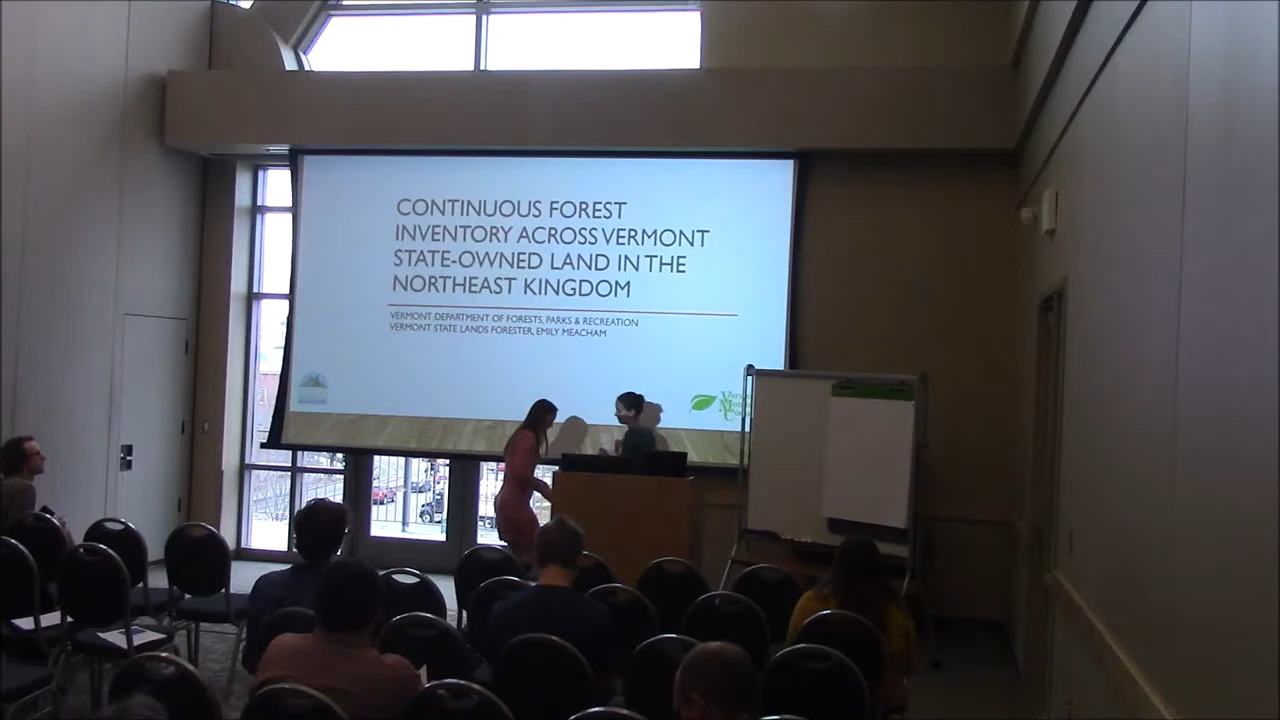 CONTINUOUS FOREST
INVENTORY ACROSS VERMONT
STATE-OWNED LAND IN THE
NORTHEAST KINGDOM
VERMONT DEPARTMENT OF FORESTS, PARKS & RECREATION
VERMONT STATE LANDS FORESTER, EMILY MEACHAM